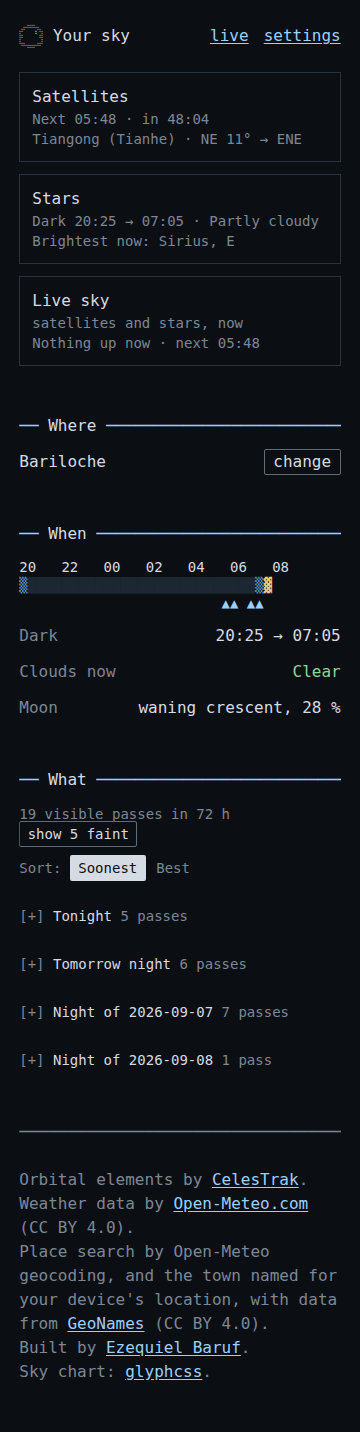 Your sky live settings
Satellites
Next 05:48 · in 48:04
Tiangong (Tianhe) · NE 11° → ENE
Stars
Dark 20:25 → 07:05 · Partly cloudy
Brightest now: Sirius, E
Live sky
satellites and stars, now
Nothing up now · next 05:48
Where
Bariloche change
When
20 22 00 02 04 06 08
Dark 20:25 → 07:05
Clouds now Clear
Moon waning crescent, 28 %
What
19 visible passes in 72 h
show 5 faint
Sort: Soonest Best
[+] Tonight 5 passes
[+] Tomorrow night 6 passes
[+] Night of 2026-09-07 7 passes
[+] Night of 2026-09-08 1 pass
Orbital elements by CelesTrak.
Weather data by Open-Meteo.com
(CC BY 4.0).
Place search by Open-Meteo
geocoding, and the town named for
your device's location, with data
from GeoNames (CC BY 4.0).
Built by Ezequiel Baruf.
Sky chart: glyphcss.